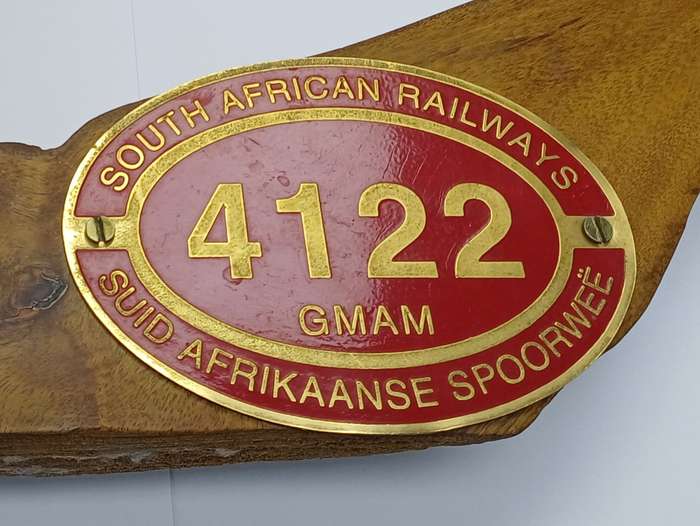 SOUTH AFRICAN RAILWAYS
4122
GMAM
SUID AFRIKAANSE SPOORWEË